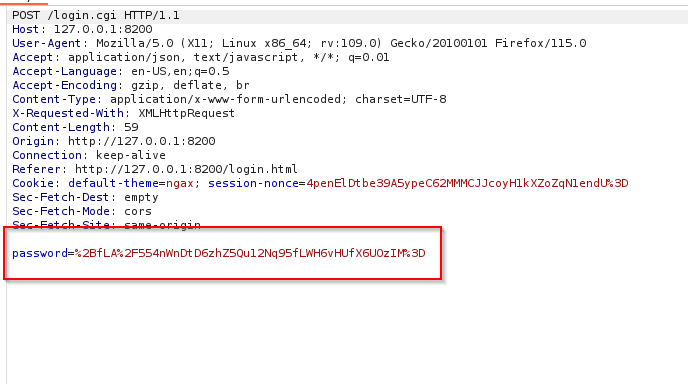 POST /login.cgi HTTP/1.1
Host: 127.0.0.1:8200
User-Agent: Mozilla/5.0 (X11; Linux x86_64; rv:109.0) Gecko/20100101 Firefox/115.0
Accept: application/json, text/javascript, */*; q=0.01
Accept-Language: en-US,en;q=0.5
Accept-Encoding: gzip, deflate, br
Content-Type: application/x-www-form-urlencoded; charset=UTF-8
X-Requested-With: XMLHttpRequest
Content-Length: 59
Origin: http://127.0.0.1:8200
Connection: keep-alive
Referer: http://127.0.0.1:8200/login.html
Cookie: default-theme=ngax; session-nonce=4penElDtbe39A5ypeC62MMMCJJcoyH1kXZoZqN1endU%3D
Sec-Fetch-Dest: empty
Sec-Fetch-Mode: cors
Sec-Fetch-Site: same-origin
password=%2BfLA%2F554nWnDtD6zhZ5Qu12Nq95fLWH6vHUfX6UOzIM%3D